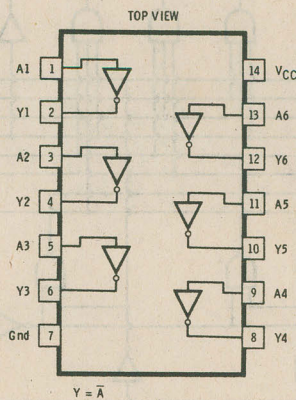 TOP VIEW
A1 1
14 VCC
13 A6
Y1 2
A2 3
12 Y6
Y2 4
11 A5
A3 5
10 Y5
Y3 6
9 A4
Gnd 7
8 Y4
Y = A̅